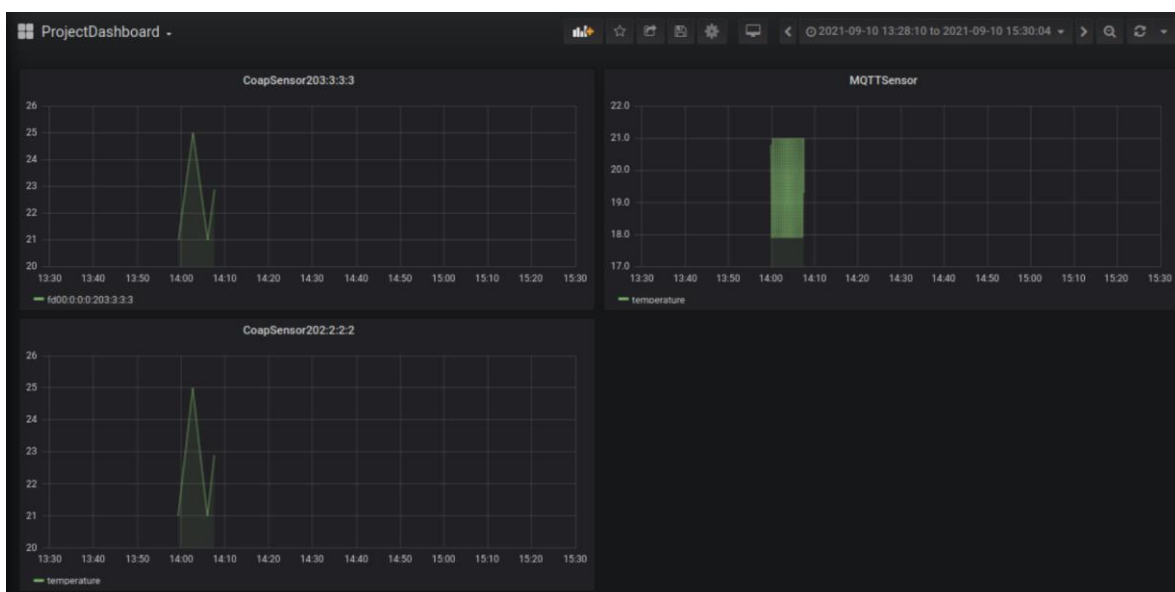 ProjectDashboard
2021-09-10 13:28:10 to 2021-09-10 15:30:04
CoapSensor203:3:3:3
26
25
24
23
22
21
20
13:30 13:40 13:50 14:00 14:10 14:20 14:30 14:40 14:50 15:00 15:10 15:20 15:30
fd00:0:0:0:203:3:3:3
MQTTSensor
22.0
21.0
20.0
19.0
18.0
17.0
13:30 13:40 13:50 14:00 14:10 14:20 14:30 14:40 14:50 15:00 15:10 15:20 15:30
temperature
CoapSensor202:2:2:2
26
25
24
23
22
21
20
13:30 13:40 13:50 14:00 14:10 14:20 14:30 14:40 14:50 15:00 15:10 15:20 15:30
temperature